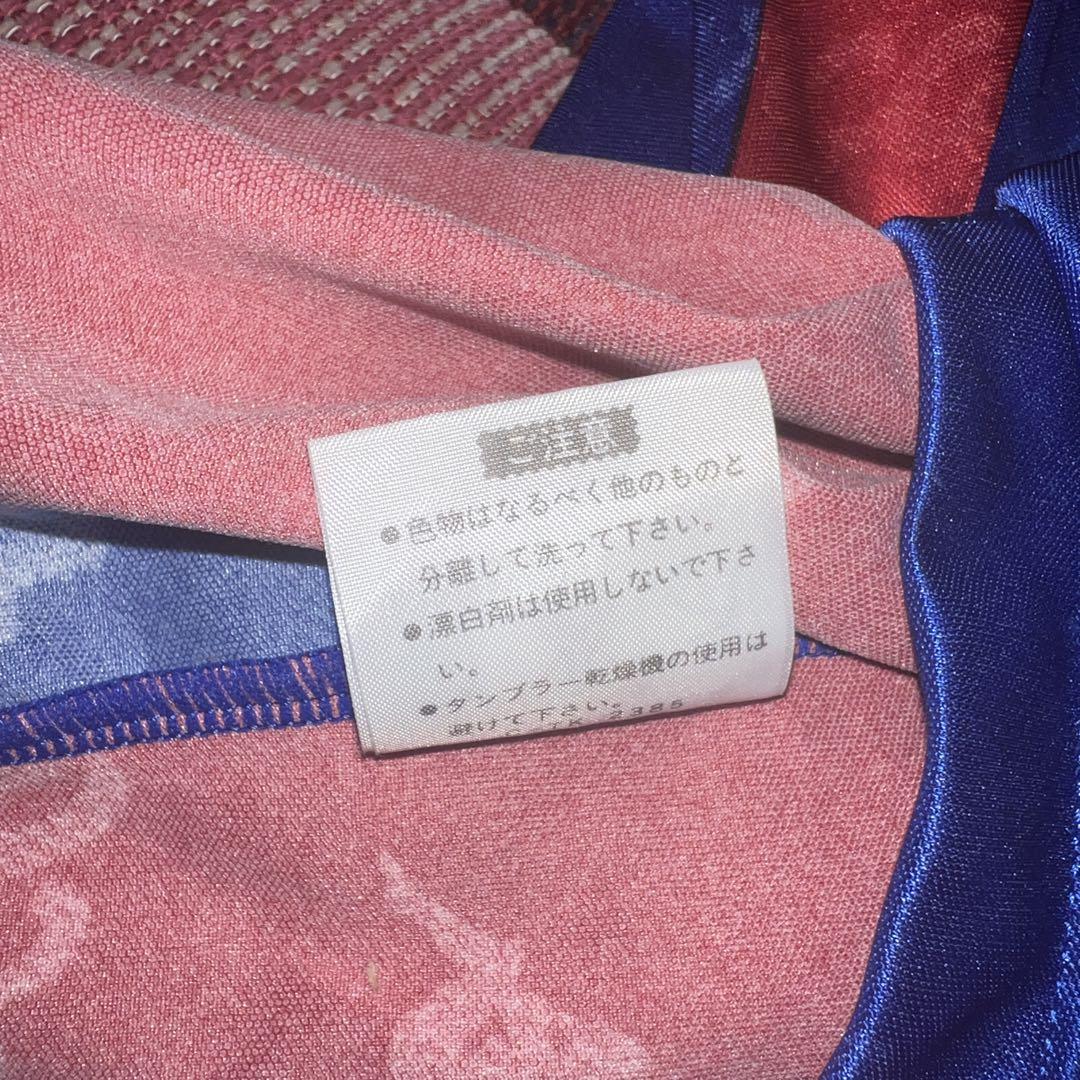 ご注意
●色物はなるべく他のものと
分離して洗って下さい。
●漂白剤は使用しないで下さ
い。
●タンブラー乾燥機の使用は
避けて下さい。
2385